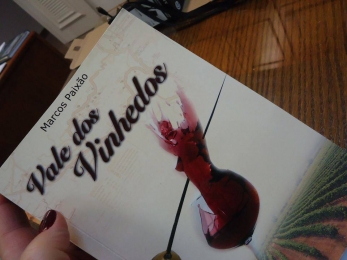 Marcos Paixão
Vale dos
Vinhedos